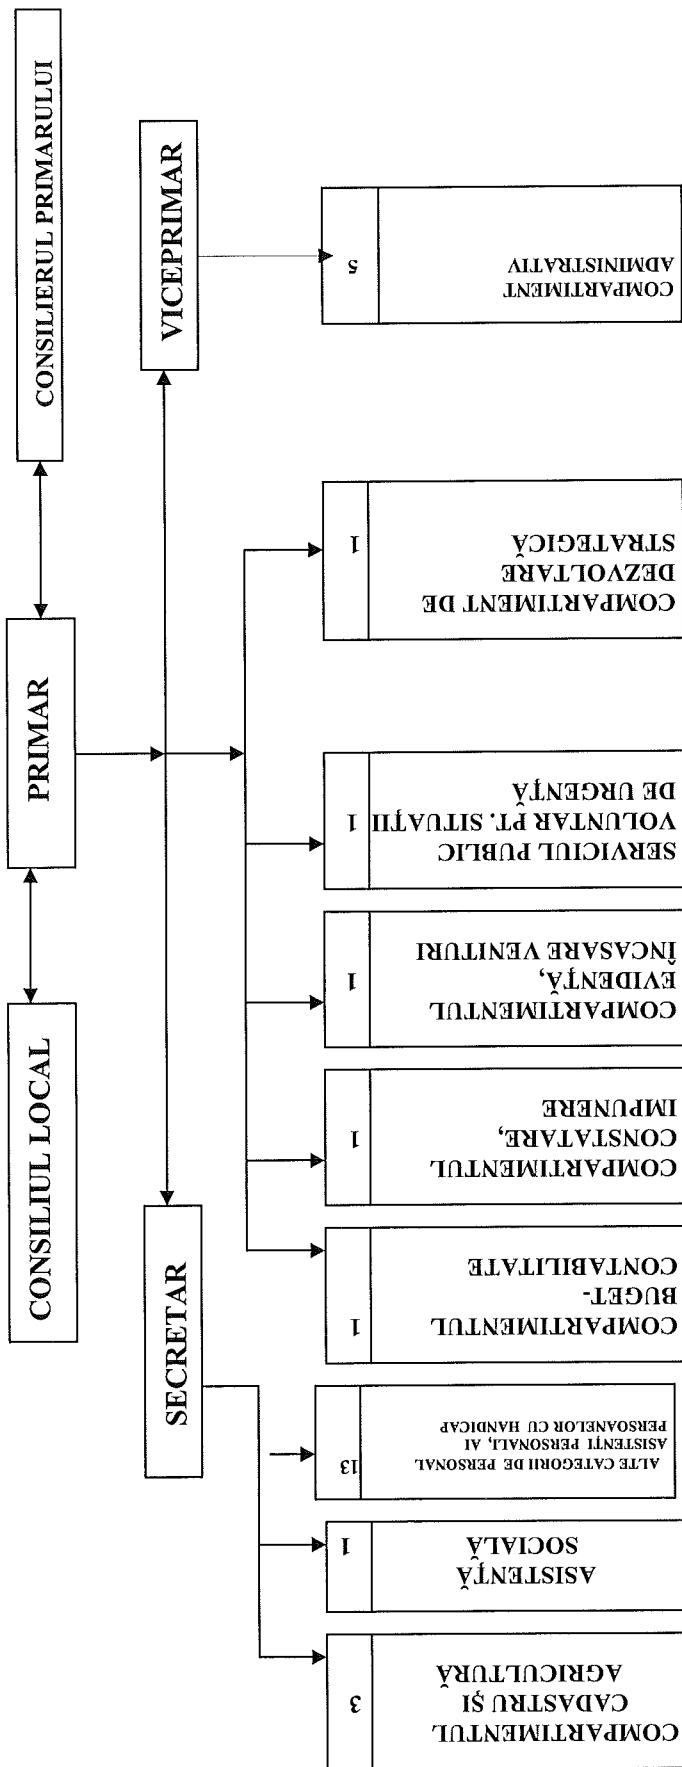 CONSILIUL LOCAL
PRIMAR
CONSILIERUL PRIMARULUI
SECRETAR
VICEPRIMAR
3
COMPARTIMENTUL
CADASTRU ȘI
AGRICULTURĂ
1
ASISTENȚĂ
SOCIALĂ
13
ALTE CATEGORII DE PERSONAL
ASISTENȚI PERSONALI, AI
PERSOANELOR CU HANDICAP
1
COMPARTIMENTUL
BUGET-
CONTABILITATE
1
COMPARTIMENTUL
CONSTATARE,
IMPUNERE
1
COMPARTIMENTUL
EVIDENȚĂ,
ÎNCASARE VENITURI
1
SERVICIUL PUBLIC
VOLUNTAR PT. SITUAȚII
DE URGENȚĂ
1
COMPARTIMENT DE
DEZVOLTARE
STRATEGICĂ
5
COMPARTIMENT
ADMINISTRATIV